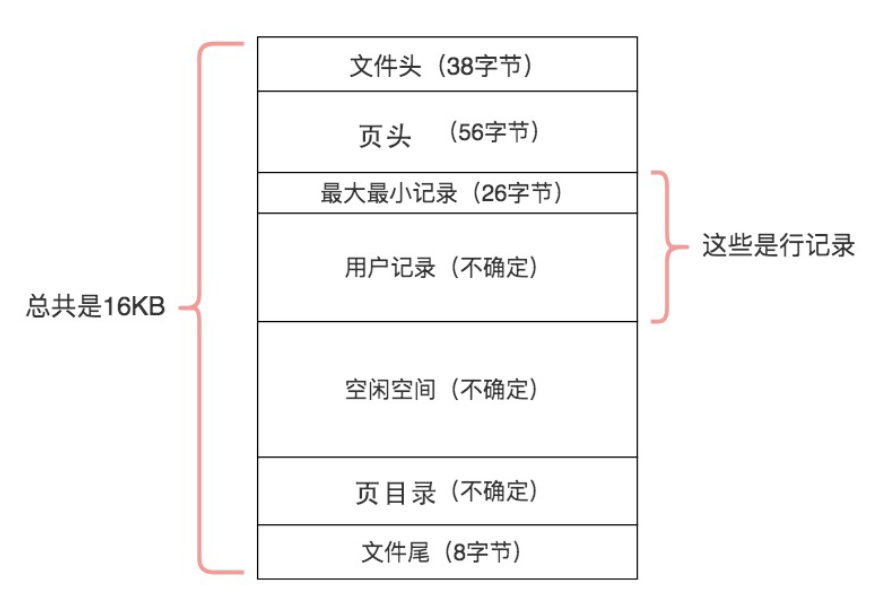 文件头（38字节）
页头 （56字节）
最大最小记录（26字节）
这些是行记录
用户记录（不确定）
总共是16KB
空闲空间（不确定）
页目录（不确定）
文件尾（8字节）